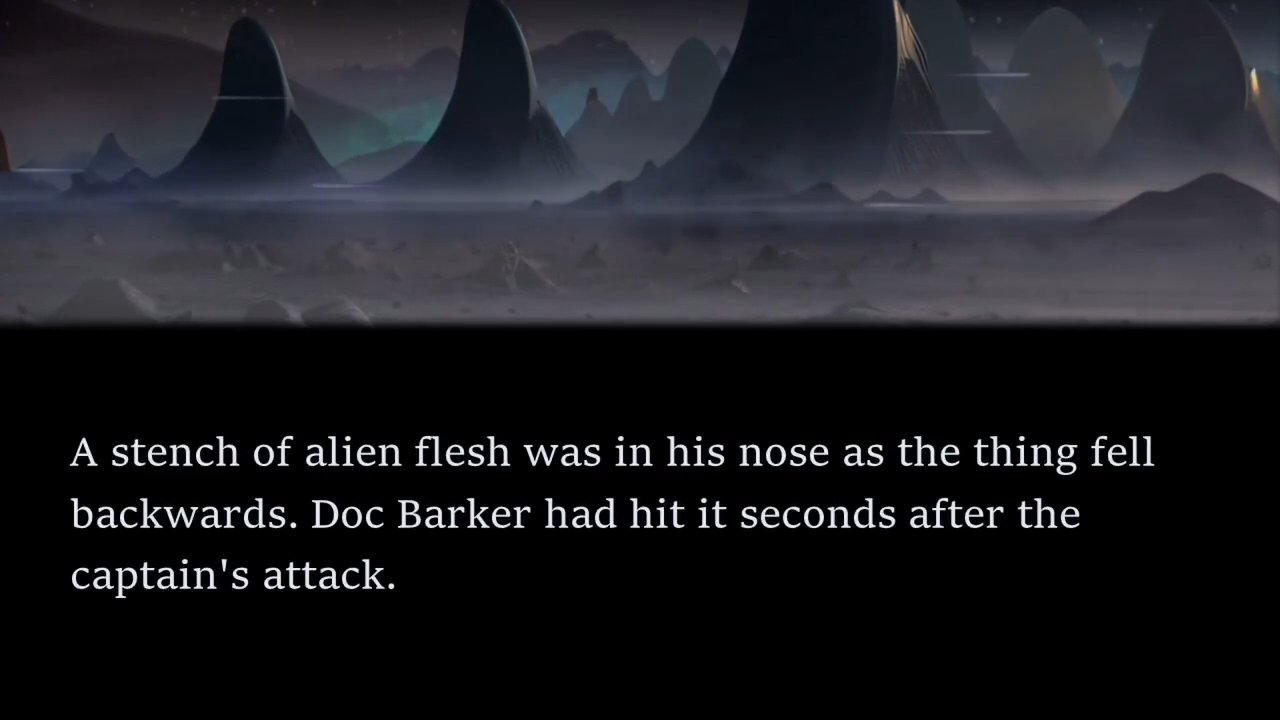 A stench of alien flesh was in his nose as the thing fell
backwards. Doc Barker had hit it seconds after the
captain's attack.